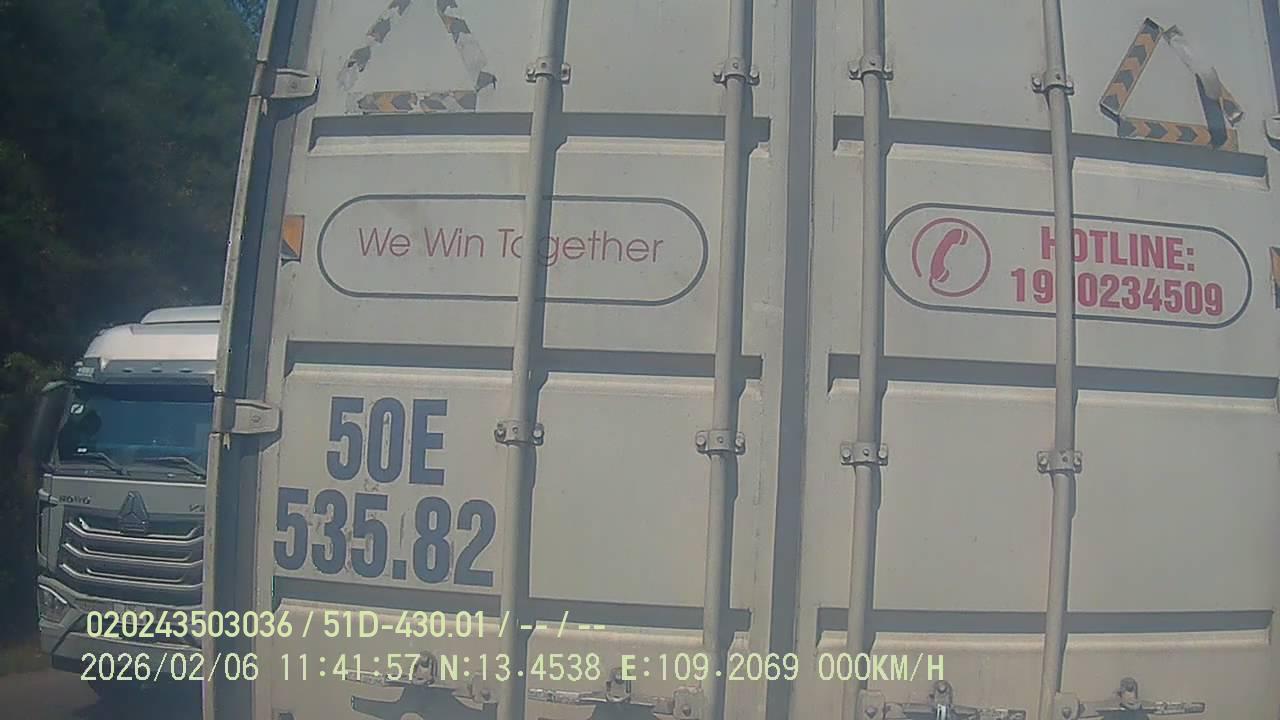 We Win Together
HOTLINE:
1900234509
50E
535.82
HOWO
020243503036 / 51D-430.01 / -- / --
2026/02/06 11:41:57 N:13.4538 E:109.2069 000KM/H